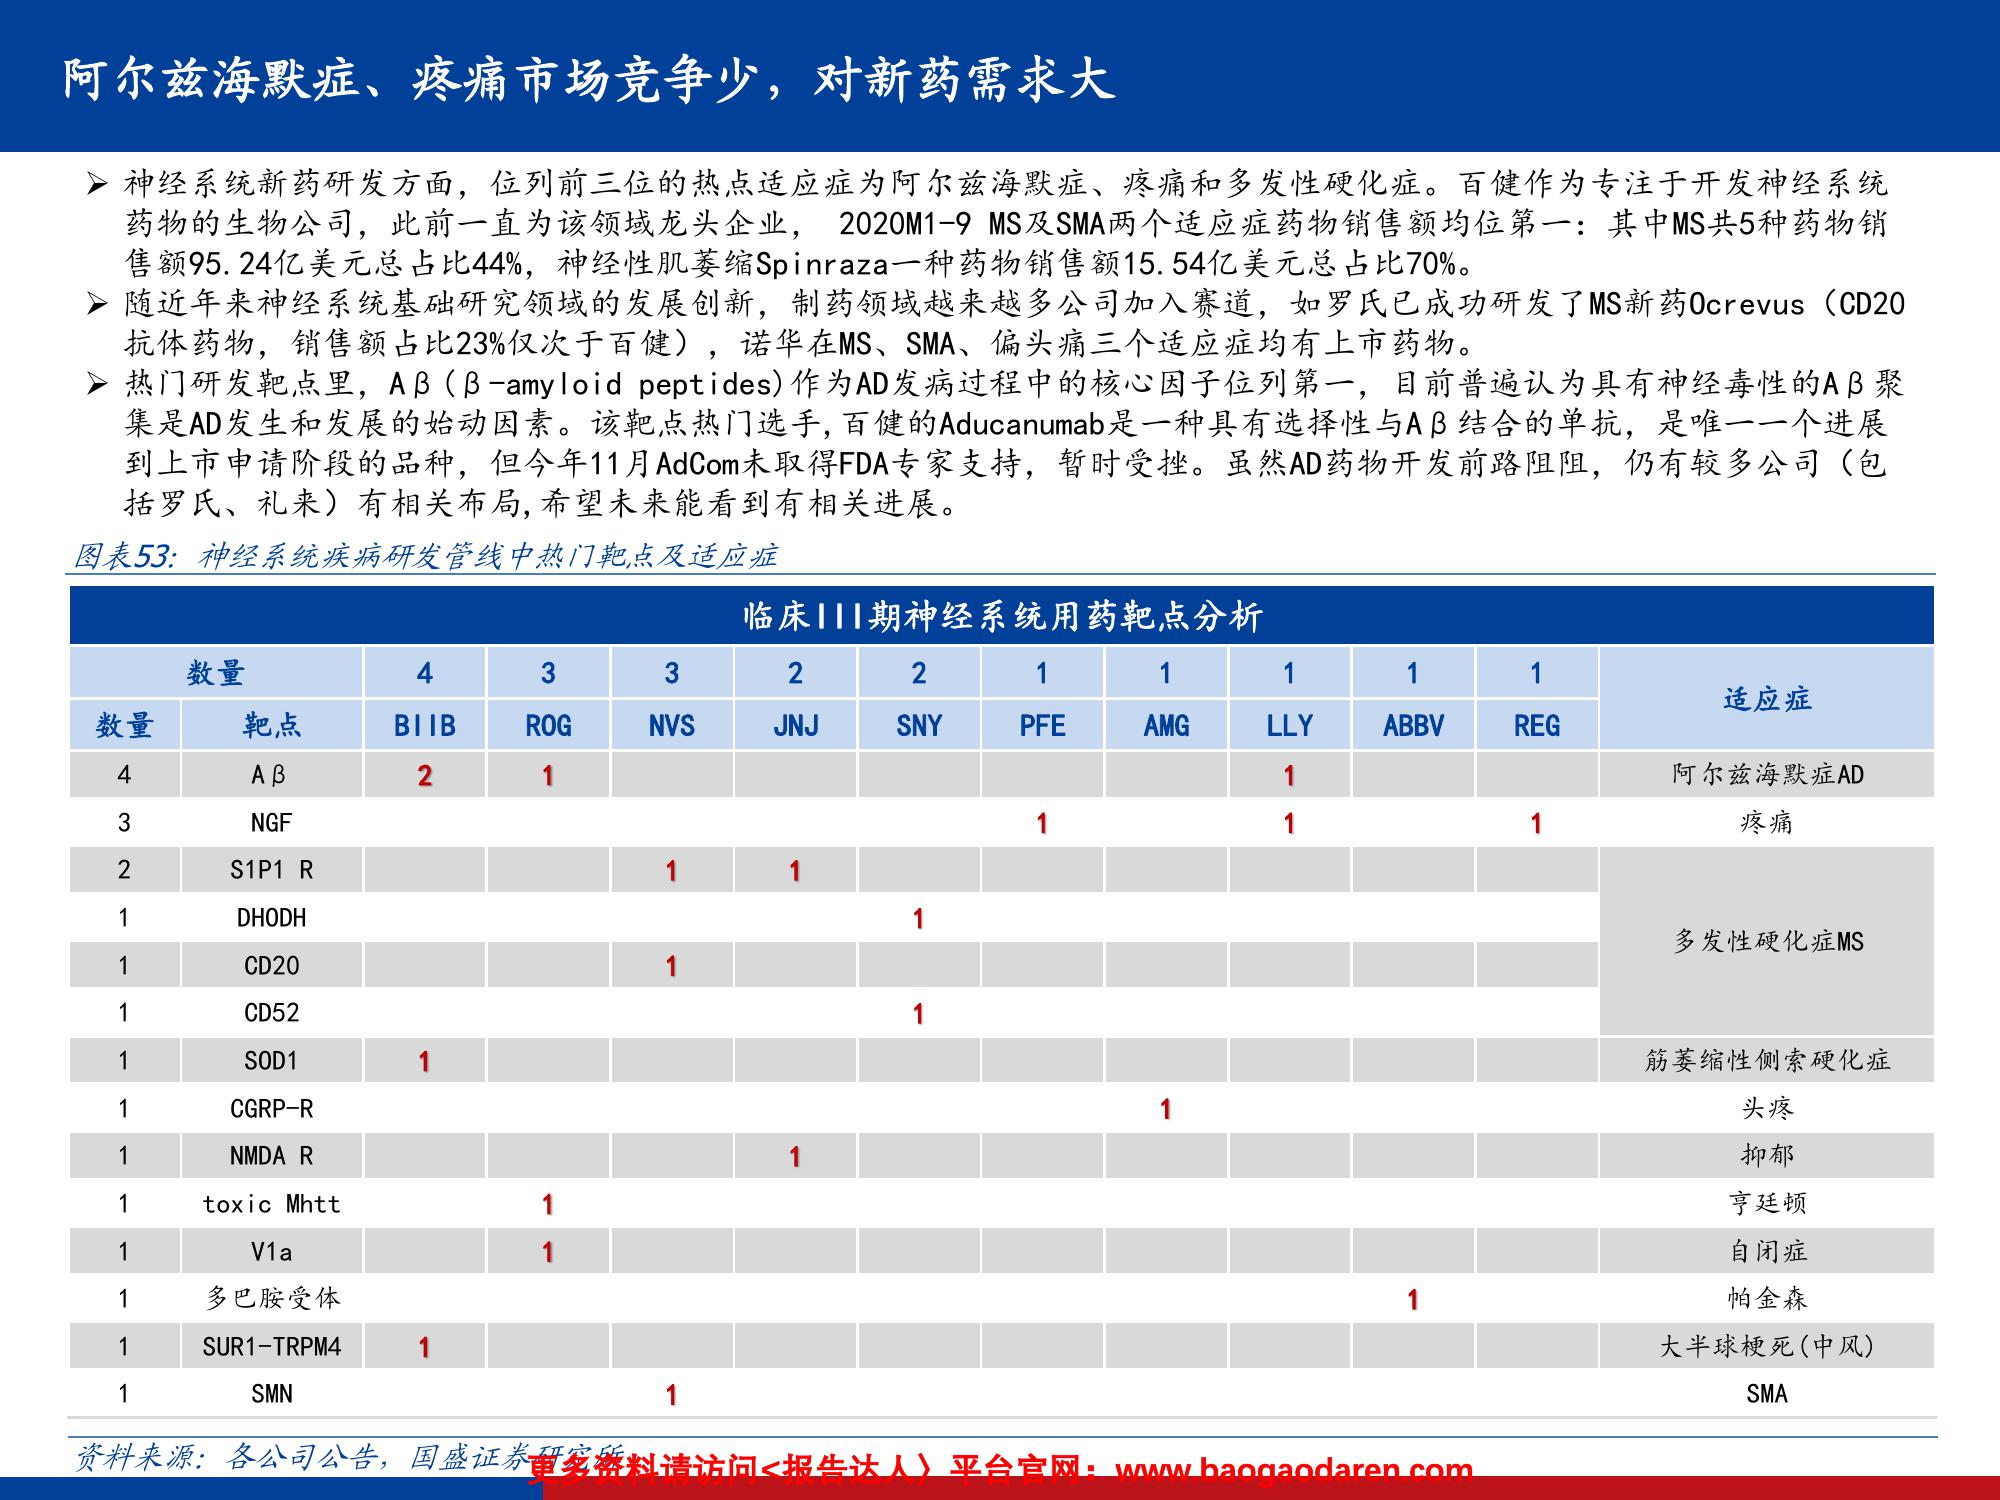 阿尔兹海默症、疼痛市场竞争少，对新药需求大
➢ 神经系统新药研发方面，位列前三位的热点适应症为阿尔兹海默症、疼痛和多发性硬化症。百健作为专注于开发神经系统
药物的生物公司，此前一直为该领域龙头企业， 2020M1-9 MS及SMA两个适应症药物销售额均位第一：其中MS共5种药物销
售额95.24亿美元总占比44%，神经性肌萎缩Spinraza一种药物销售额15.54亿美元总占比70%。
➢ 随近年来神经系统基础研究领域的发展创新，制药领域越来越多公司加入赛道，如罗氏已成功研发了MS新药Ocrevus（CD20
抗体药物，销售额占比23%仅次于百健），诺华在MS、SMA、偏头痛三个适应症均有上市药物。
➢ 热门研发靶点里，Aβ(β-amyloid peptides)作为AD发病过程中的核心因子位列第一，目前普遍认为具有神经毒性的Aβ聚
集是AD发生和发展的始动因素。该靶点热门选手,百健的Aducanumab是一种具有选择性与Aβ结合的单抗，是唯一一个进展
到上市申请阶段的品种，但今年11月AdCom未取得FDA专家支持，暂时受挫。虽然AD药物开发前路阻阻，仍有较多公司（包
括罗氏、礼来）有相关布局,希望未来能看到有相关进展。
图表53：神经系统疾病研发管线中热门靶点及适应症
临床III期神经系统用药靶点分析
数量 4 3 3 2 2 1 1 1 1 1 适应症
数量 靶点 BIIB ROG NVS JNJ SNY PFE AMG LLY ABBV REG
4 Aβ 2 1 1 阿尔兹海默症AD
3 NGF 1 1 1 疼痛
2 S1P1 R 1 1
1 DHODH 1
多发性硬化症MS
1 CD20 1
1 CD52 1
1 SOD1 1 筋萎缩性侧索硬化症
1 CGRP-R 1 头疼
1 NMDA R 1 抑郁
1 toxic Mhtt 1 亨廷顿
1 V1a 1 自闭症
1 多巴胺受体 1 帕金森
1 SUR1-TRPM4 1 大半球梗死(中风)
1 SMN 1 SMA
资料来源：各公司公告，国盛证券研究所
更多资料请访问<报告达人〉平台官网：www.baogaodaren.com